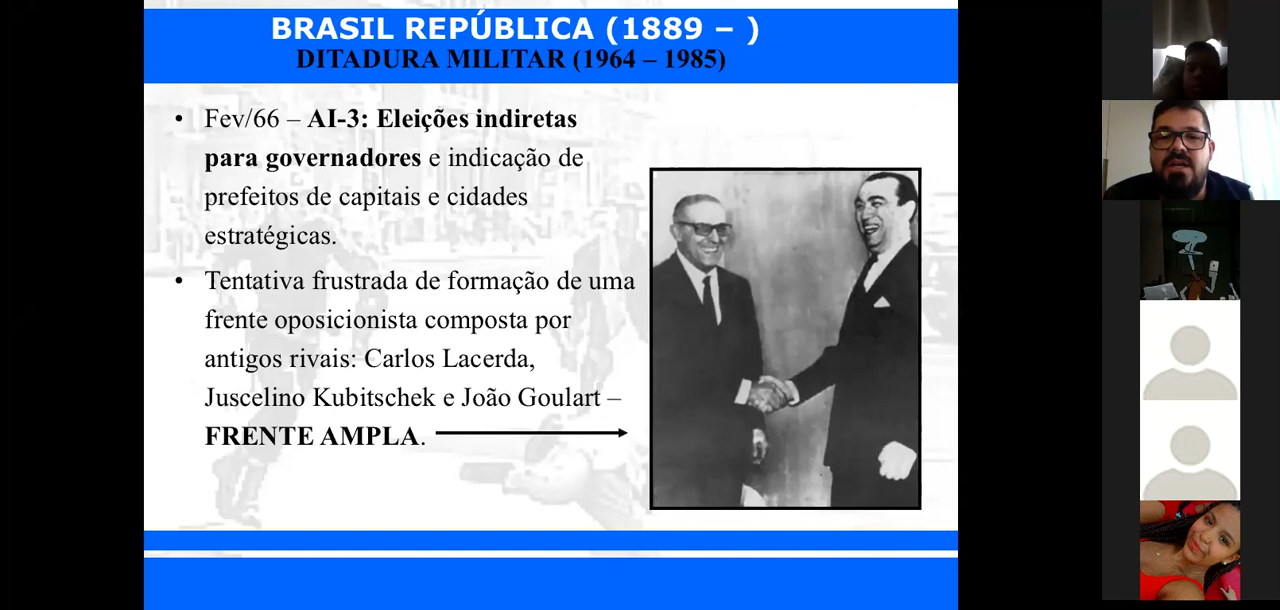 BRASIL REPÚBLICA (1889 – )
DITADURA MILITAR (1964 – 1985)
• Fev/66 – AI-3: Eleições indiretas
para governadores e indicação de
prefeitos de capitais e cidades
estratégicas.
• Tentativa frustrada de formação de uma
frente oposicionista composta por
antigos rivais: Carlos Lacerda,
Juscelino Kubitschek e João Goulart –
FRENTE AMPLA.